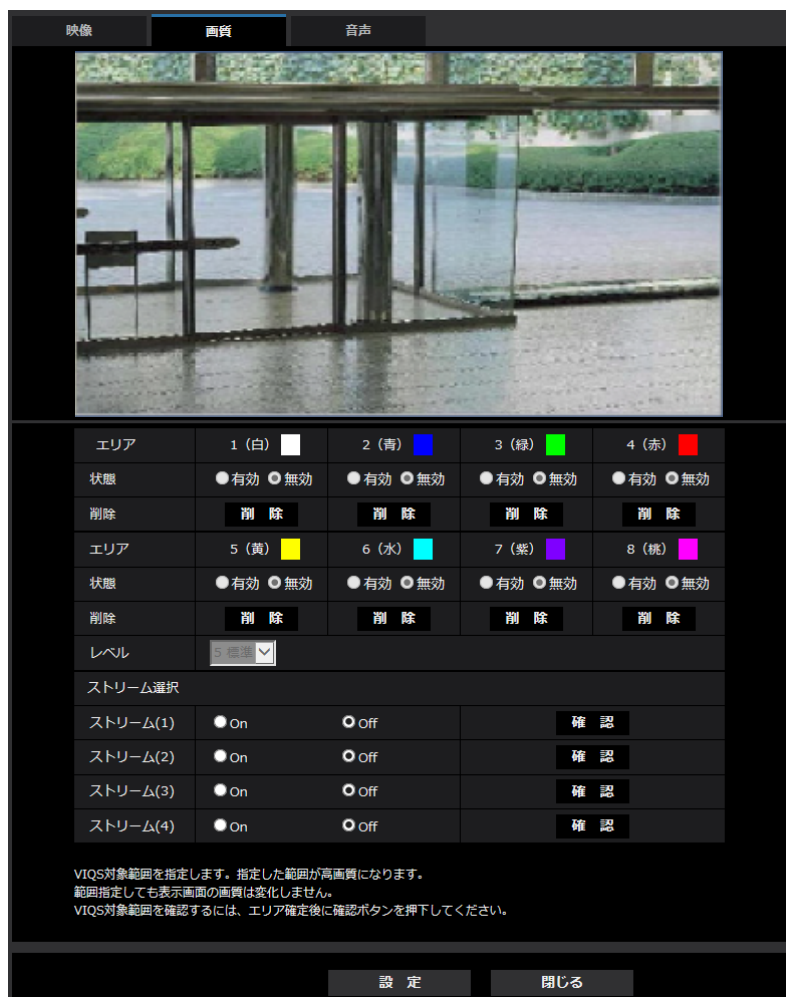 映像 画質 音声
エリア 1（白） 2（青） 3（緑） 4（赤）
状態 有効 無効 有効 無効 有効 無効 有効 無効
削除 削 除 削 除 削 除 削 除
エリア 5（黄） 6（水） 7（紫） 8（桃）
状態 有効 無効 有効 無効 有効 無効 有効 無効
削除 削 除 削 除 削 除 削 除
レベル 5 標準
ストリーム選択
ストリーム(1) On Off 確 認
ストリーム(2) On Off 確 認
ストリーム(3) On Off 確 認
ストリーム(4) On Off 確 認
VIQS対象範囲を指定します。指定した範囲が高画質になります。
範囲指定しても表示画面の画質は変化しません。
VIQS対象範囲を確認するには、エリア確定後に確認ボタンを押下してください。
設 定 閉じる